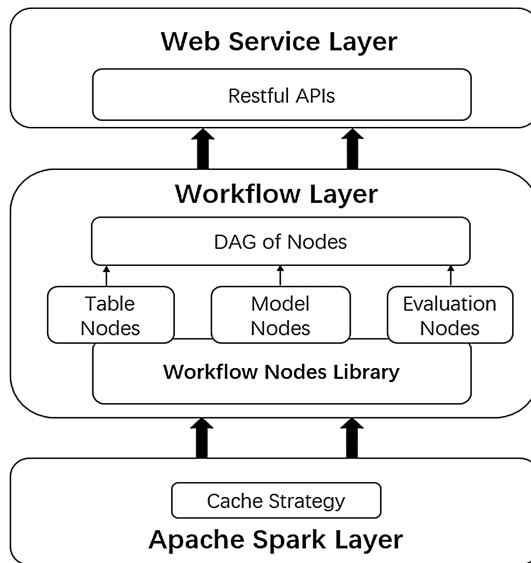 Web Service Layer
Restful APIs
Workflow Layer
DAG of Nodes
Table
Nodes
Model
Nodes
Evaluation
Nodes
Workflow Nodes Library
Cache Strategy
Apache Spark Layer